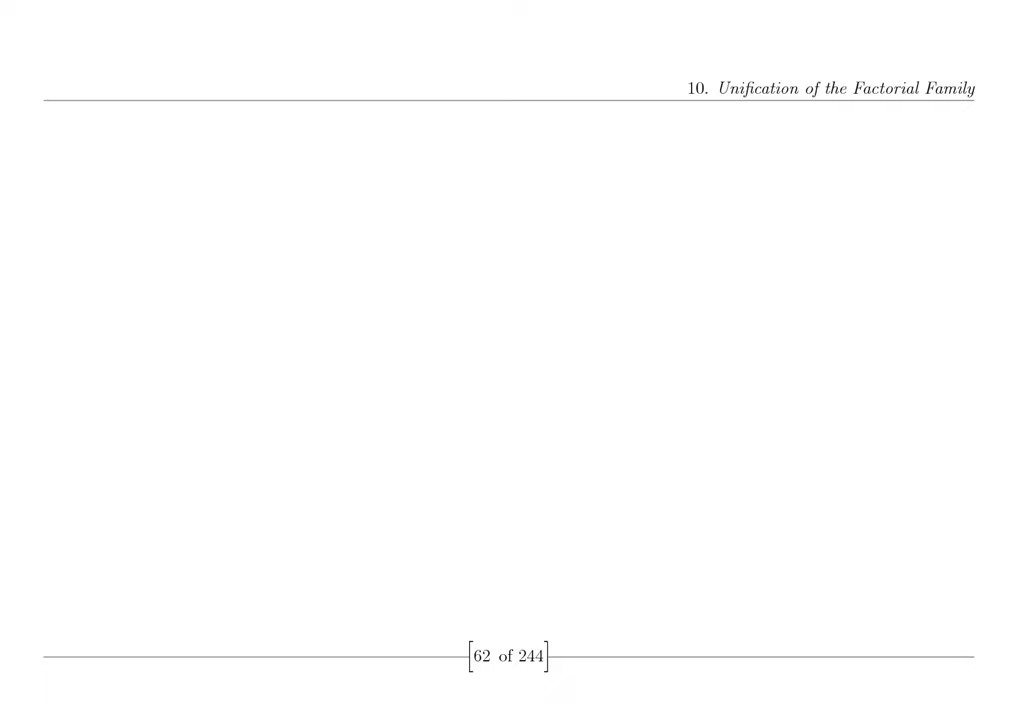 10. Unification of the Factorial Family
[62 of 244]